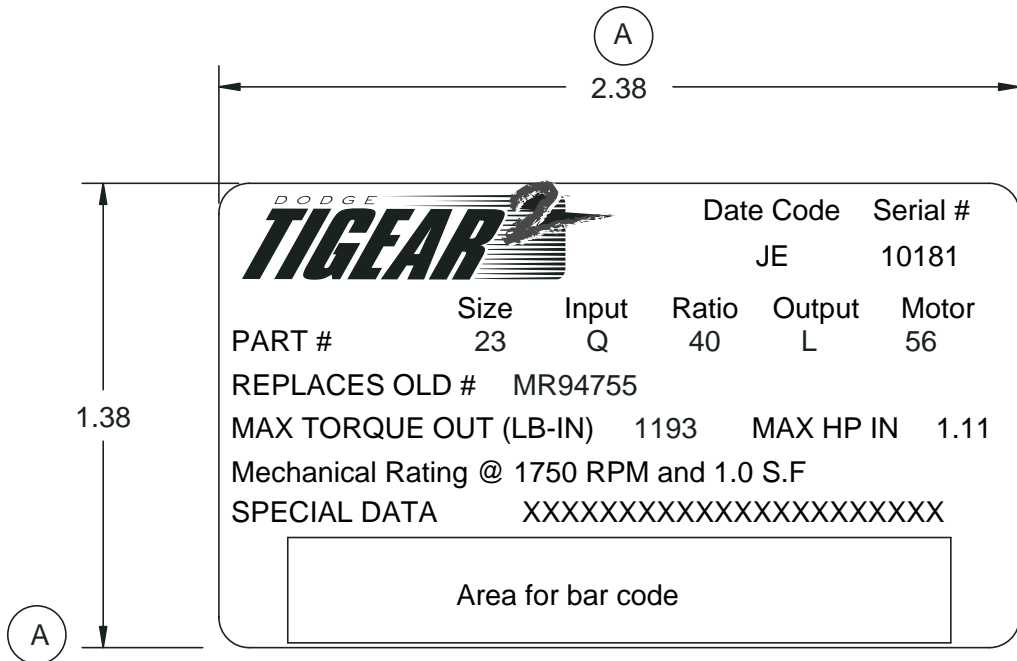 A
2.38
DODGE
TIGEAR 2
Date Code Serial #
JE 10181
Size Input Ratio Output Motor
PART # 23 Q 40 L 56
REPLACES OLD # MR94755
1.38
MAX TORQUE OUT (LB-IN) 1193 MAX HP IN 1.11
Mechanical Rating @ 1750 RPM and 1.0 S.F
SPECIAL DATA XXXXXXXXXXXXXXXXXXXXXX
Area for bar code
A